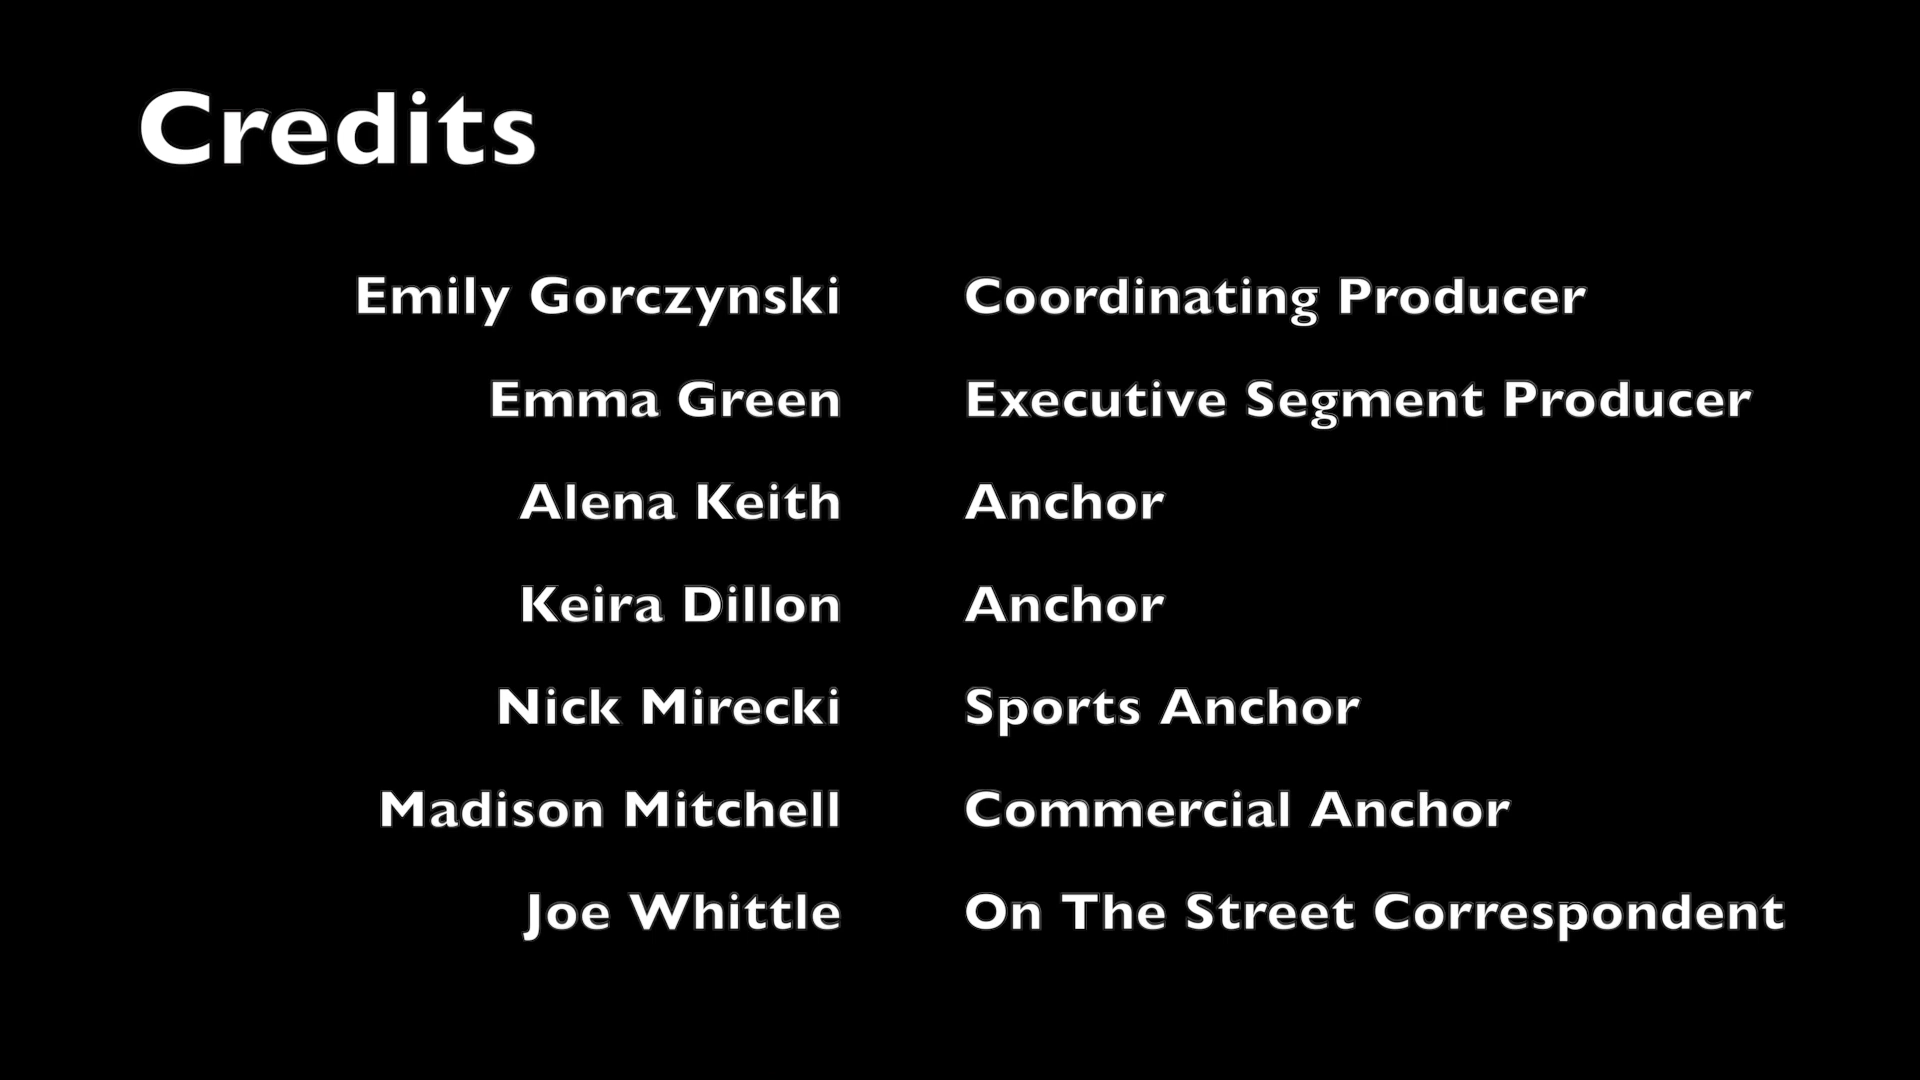 Credits
Emily Gorczynski Coordinating Producer
Emma Green Executive Segment Producer
Alena Keith Anchor
Keira Dillon Anchor
Nick Mirecki Sports Anchor
Madison Mitchell Commercial Anchor
Joe Whittle On The Street Correspondent